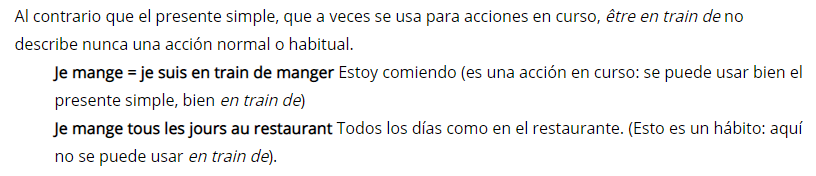 Al contrario que el presente simple, que a veces se usa para acciones en curso, être en train de no
describe nunca una acción normal o habitual.
Je mange = je suis en train de manger Estoy comiendo (es una acción en curso: se puede usar bien el
presente simple, bien en train de)
Je mange tous les jours au restaurant Todos los días como en el restaurante. (Esto es un hábito: aquí
no se puede usar en train de).